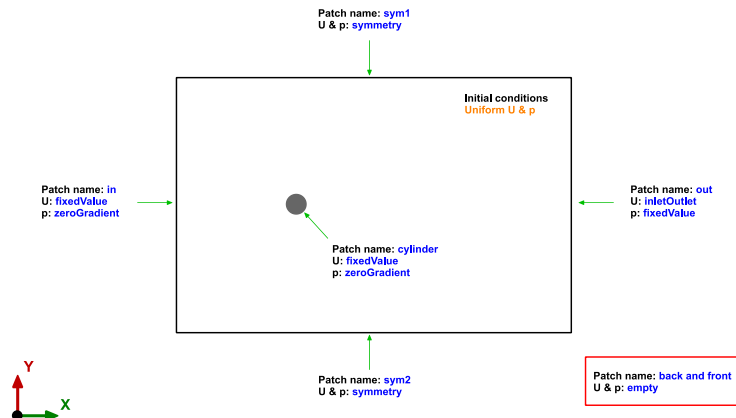 Patch name: sym1
U & p: symmetry
Initial conditions
Uniform U & p
Patch name: in
U: fixedValue
p: zeroGradient
Patch name: out
U: inletOutlet
p: fixedValue
Patch name: cylinder
U: fixedValue
p: zeroGradient
Y
X
Patch name: sym2
U & p: symmetry
Patch name: back and front
U & p: empty